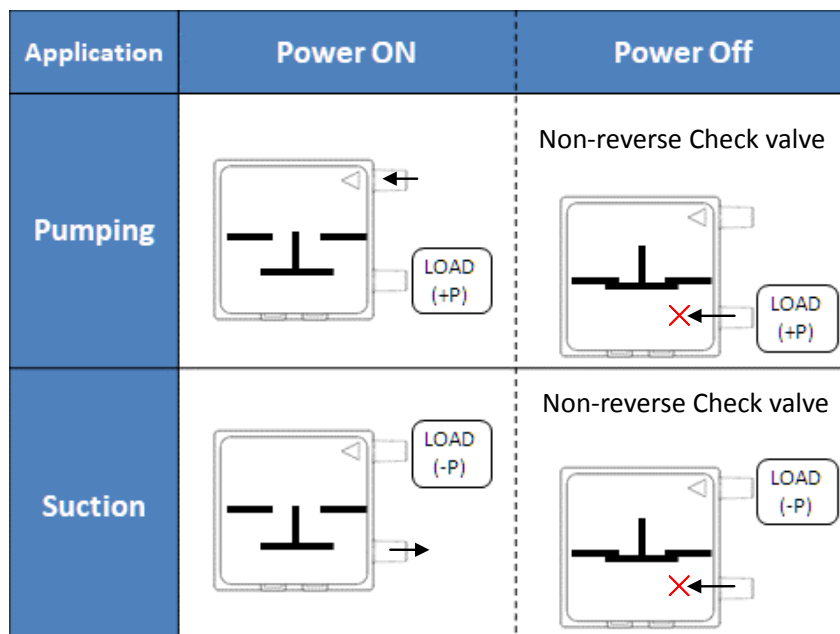 Application
Power ON
Power Off
Pumping
LOAD
(+P)
Non-reverse Check valve
LOAD
(+P)
Suction
LOAD
(-P)
Non-reverse Check valve
LOAD
(-P)